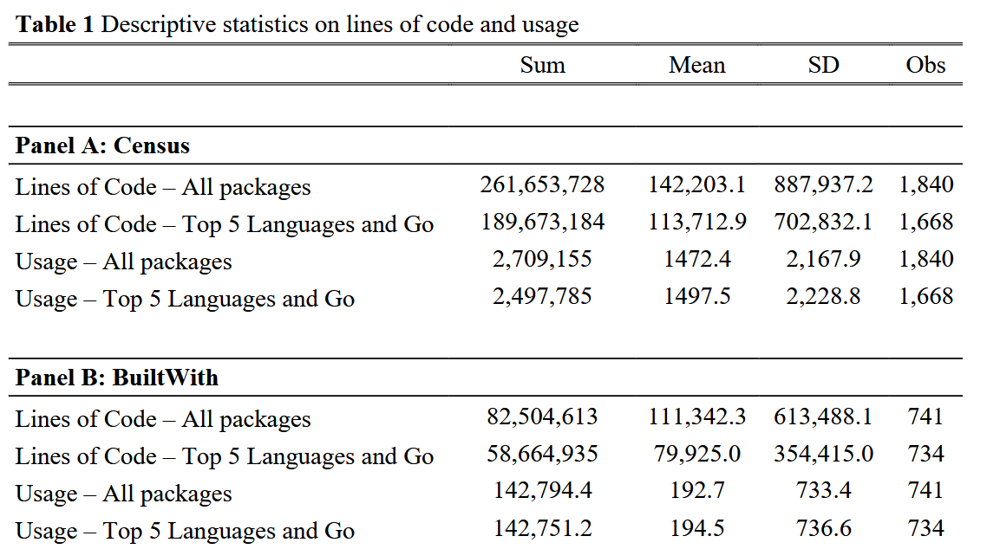 Table 1 Descriptive statistics on lines of code and usage
Sum Mean SD Obs
Panel A: Census
Lines of Code – All packages 261,653,728 142,203.1 887,937.2 1,840
Lines of Code – Top 5 Languages and Go 189,673,184 113,712.9 702,832.1 1,668
Usage – All packages 2,709,155 1472.4 2,167.9 1,840
Usage – Top 5 Languages and Go 2,497,785 1497.5 2,228.8 1,668
Panel B: BuiltWith
Lines of Code – All packages 82,504,613 111,342.3 613,488.1 741
Lines of Code – Top 5 Languages and Go 58,664,935 79,925.0 354,415.0 734
Usage – All packages 142,794.4 192.7 733.4 741
Usage – Top 5 Languages and Go 142,751.2 194.5 736.6 734